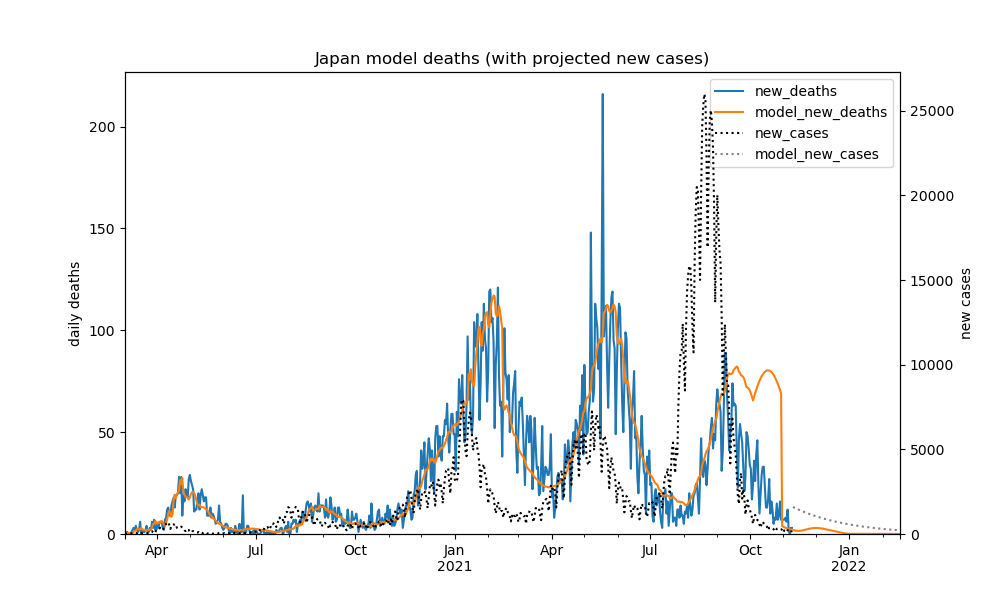 Japan model deaths (with projected new cases)
new_deaths
model_new_deaths
new_cases
model_new_cases
daily deaths
200
150
100
50
0
25000
20000
15000
10000
5000
0
new cases
Apr
Jul
Oct
Jan
2021
Apr
Jul
Oct
Jan
2022